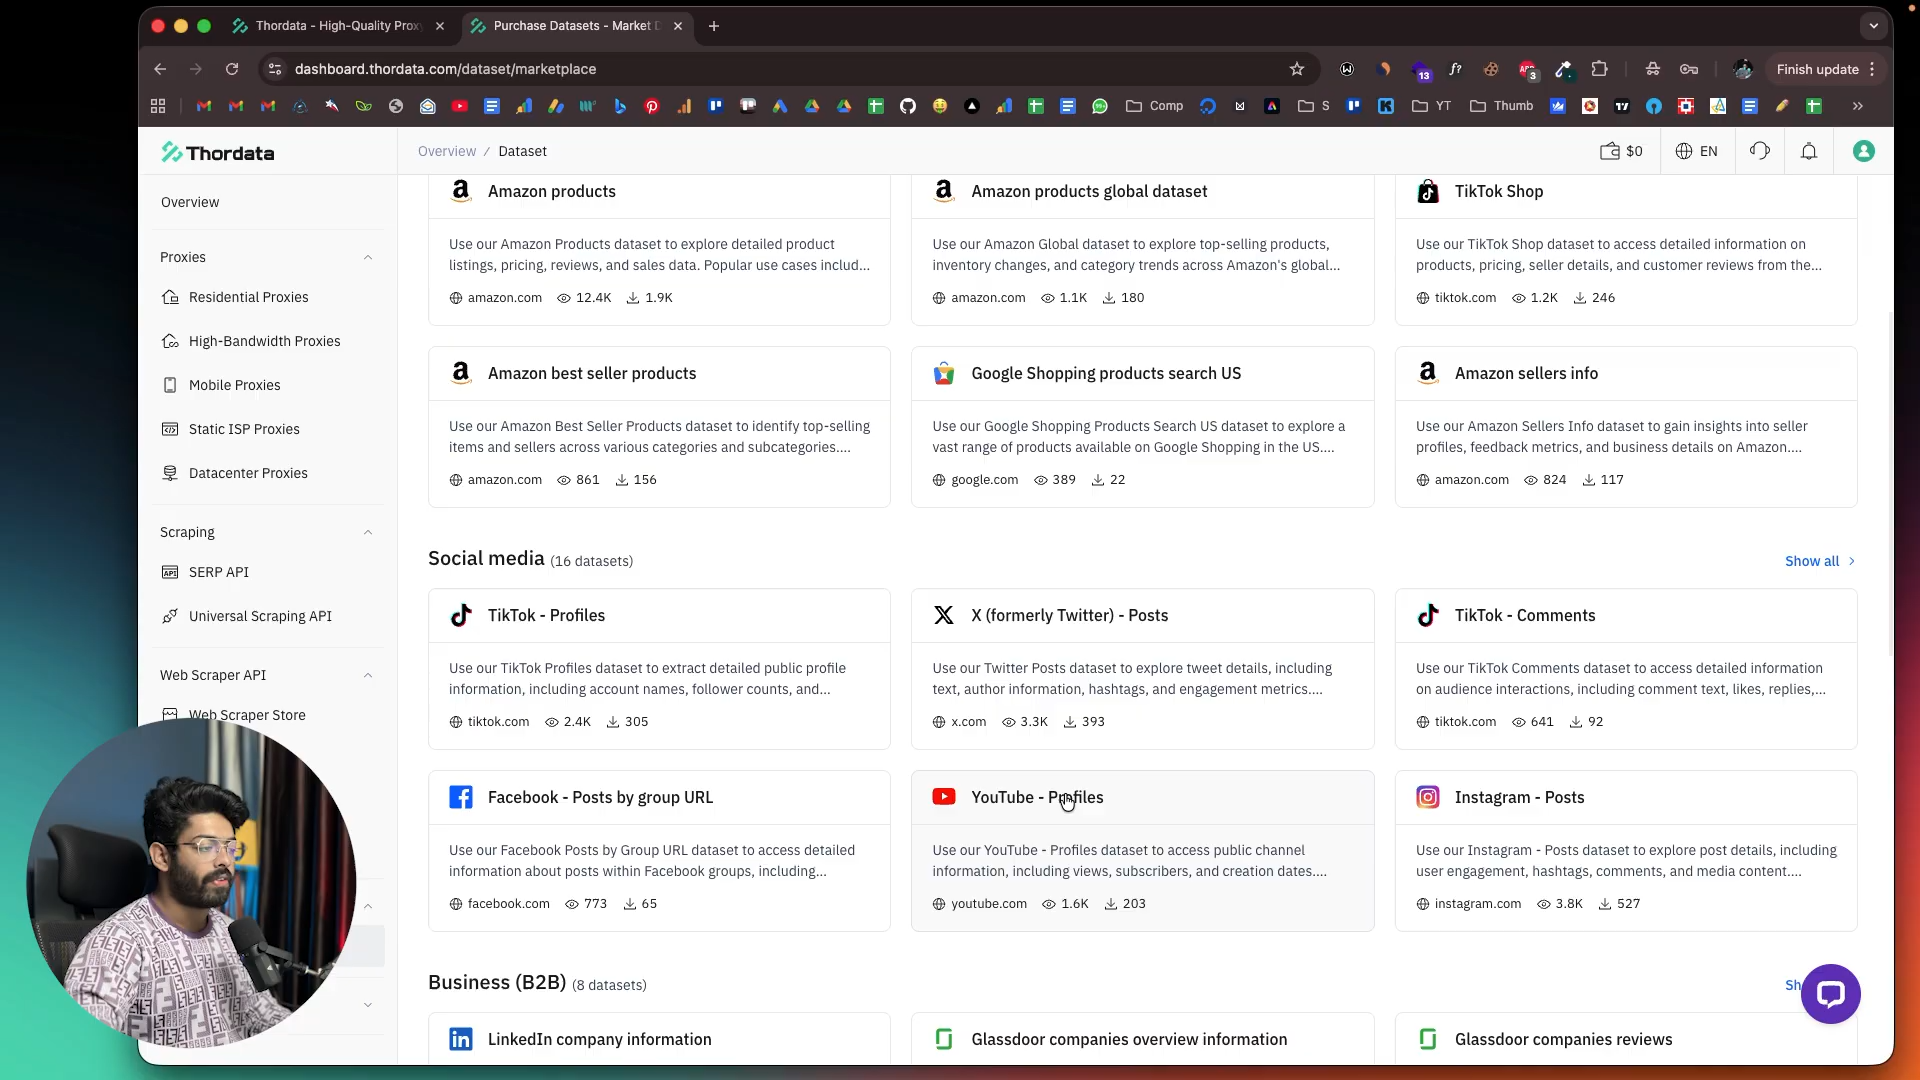 Thordata - High-Quality Proxy
Purchase Datasets - Market D
dashboard.thordata.com/dataset/marketplace
13
f?
3
Finish update
Comp
S
YT
Thumb
Thordata
Overview / Dataset
$0
EN
Overview
Proxies
Residential Proxies
High-Bandwidth Proxies
Mobile Proxies
Static ISP Proxies
Datacenter Proxies
Scraping
SERP API
Universal Scraping API
Web Scraper API
Web Scraper Store
Amazon products
Use our Amazon Products dataset to explore detailed product
listings, pricing, reviews, and sales data. Popular use cases includ...
amazon.com 12.4K 1.9K
Amazon products global dataset
Use our Amazon Global dataset to explore top-selling products,
inventory changes, and category trends across Amazon's global...
amazon.com 1.1K 180
TikTok Shop
Use our TikTok Shop dataset to access detailed information on
products, pricing, seller details, and customer reviews from the...
tiktok.com 1.2K 246
Amazon best seller products
Use our Amazon Best Seller Products dataset to identify top-selling
items and sellers across various categories and subcategories....
amazon.com 861 156
Google Shopping products search US
Use our Google Shopping Products Search US dataset to explore a
vast range of products available on Google Shopping in the US....
google.com 389 22
Amazon sellers info
Use our Amazon Sellers Info dataset to gain insights into seller
profiles, feedback metrics, and business details on Amazon....
amazon.com 824 117
Social media (16 datasets)
Show all
TikTok - Profiles
Use our TikTok Profiles dataset to extract detailed public profile
information, including account names, follower counts, and...
tiktok.com 2.4K 305
X (formerly Twitter) - Posts
Use our Twitter Posts dataset to explore tweet details, including
text, author information, hashtags, and engagement metrics....
x.com 3.3K 393
TikTok - Comments
Use our TikTok Comments dataset to access detailed information
on audience interactions, including comment text, likes, replies,...
tiktok.com 641 92
Facebook - Posts by group URL
Use our Facebook Posts by Group URL dataset to access detailed
information about posts within Facebook groups, including...
facebook.com 773 65
YouTube - Profiles
Use our YouTube - Profiles dataset to access public channel
information, including views, subscribers, and creation dates....
youtube.com 1.6K 203
Instagram - Posts
Use our Instagram - Posts dataset to explore post details, including
user engagement, hashtags, comments, and media content....
instagram.com 3.8K 527
Business (B2B) (8 datasets)
Sh
LinkedIn company information
Glassdoor companies overview information
Glassdoor companies reviews